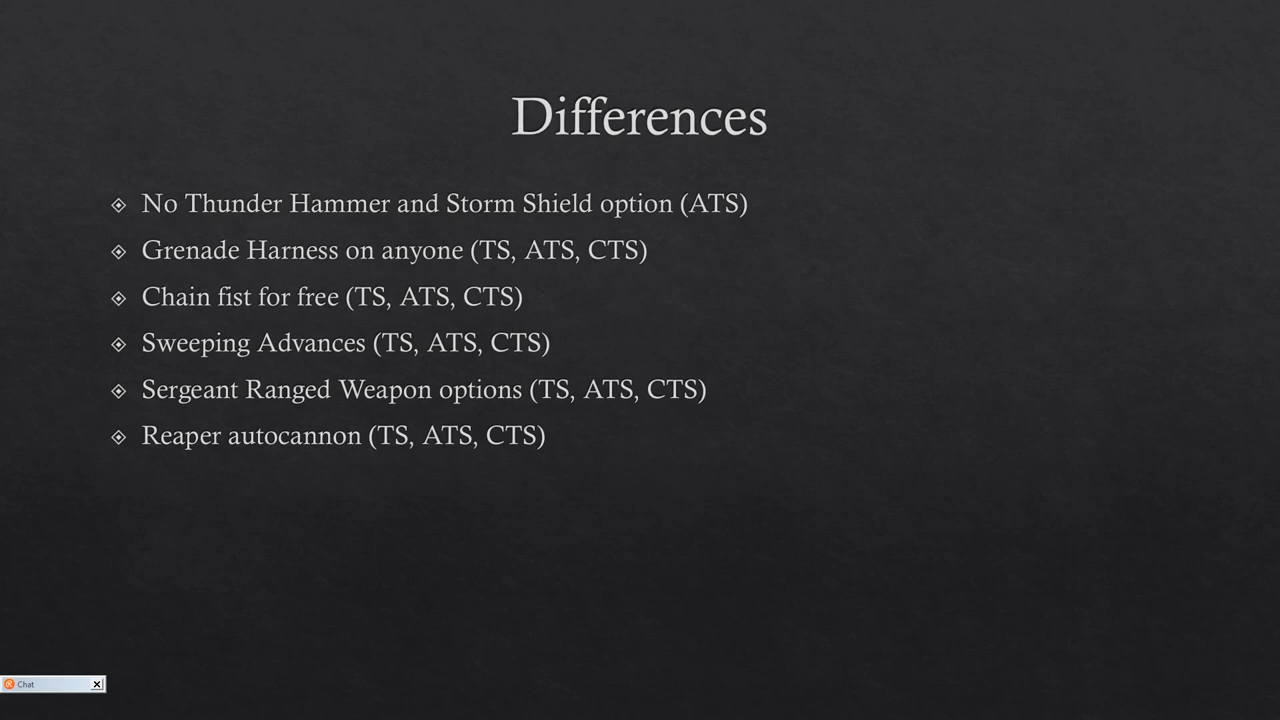 Differences
No Thunder Hammer and Storm Shield option (ATS)
Grenade Harness on anyone (TS, ATS, CTS)
Chain fist for free (TS, ATS, CTS)
Sweeping Advances (TS, ATS, CTS)
Sergeant Ranged Weapon options (TS, ATS, CTS)
Reaper autocannon (TS, ATS, CTS)
Chat